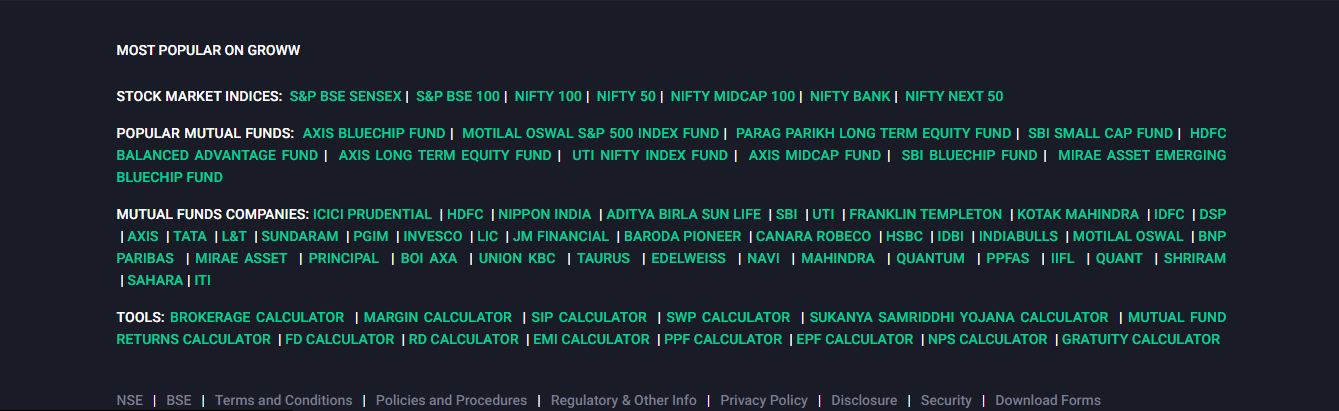 MOST POPULAR ON GROWW
STOCK MARKET INDICES: S&P BSE SENSEX | S&P BSE 100 | NIFTY 100 | NIFTY 50 | NIFTY MIDCAP 100 | NIFTY BANK | NIFTY NEXT 50
POPULAR MUTUAL FUNDS: AXIS BLUECHIP FUND | MOTILAL OSWAL S&P 500 INDEX FUND | PARAG PARIKH LONG TERM EQUITY FUND | SBI SMALL CAP FUND | HDFC
BALANCED ADVANTAGE FUND | AXIS LONG TERM EQUITY FUND | UTI NIFTY INDEX FUND | AXIS MIDCAP FUND | SBI BLUECHIP FUND | MIRAE ASSET EMERGING
BLUECHIP FUND
MUTUAL FUNDS COMPANIES: ICICI PRUDENTIAL | HDFC | NIPPON INDIA | ADITYA BIRLA SUN LIFE | SBI | UTI | FRANKLIN TEMPLETON | KOTAK MAHINDRA | IDFC | DSP
| AXIS | TATA | L&T | SUNDARAM | PGIM | INVESCO | LIC | JM FINANCIAL | BARODA PIONEER | CANARA ROBECO | HSBC | IDBI | INDIABULLS | MOTILAL OSWAL | BNP
PARIBAS | MIRAE ASSET | PRINCIPAL | BOI AXA | UNION KBC | TAURUS | EDELWEISS | NAVI | MAHINDRA | QUANTUM | PPFAS | IIFL | QUANT | SHRIRAM
| SAHARA | ITI
TOOLS: BROKERAGE CALCULATOR | MARGIN CALCULATOR | SIP CALCULATOR | SWP CALCULATOR | SUKANYA SAMRIDDHI YOJANA CALCULATOR | MUTUAL FUND
RETURNS CALCULATOR | FD CALCULATOR | RD CALCULATOR | EMI CALCULATOR | PPF CALCULATOR | EPF CALCULATOR | NPS CALCULATOR | GRATUITY CALCULATOR
NSE | BSE | Terms and Conditions | Policies and Procedures | Regulatory & Other Info | Privacy Policy | Disclosure | Security | Download Forms